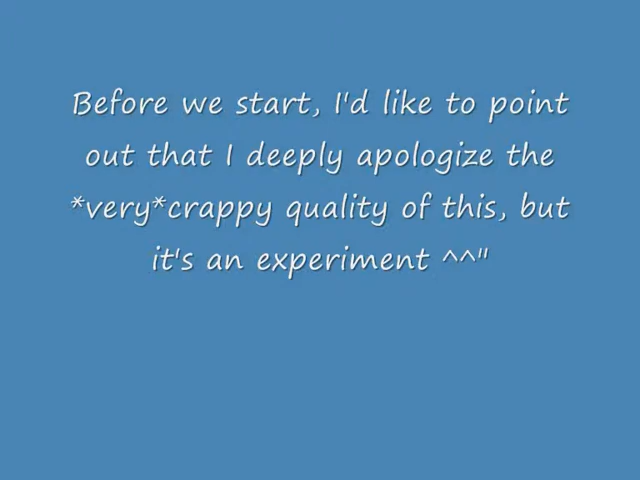 Before we start, I'd like to point
out that I deeply apologize the
*very*crappy quality of this, but
it's an experiment ^^"